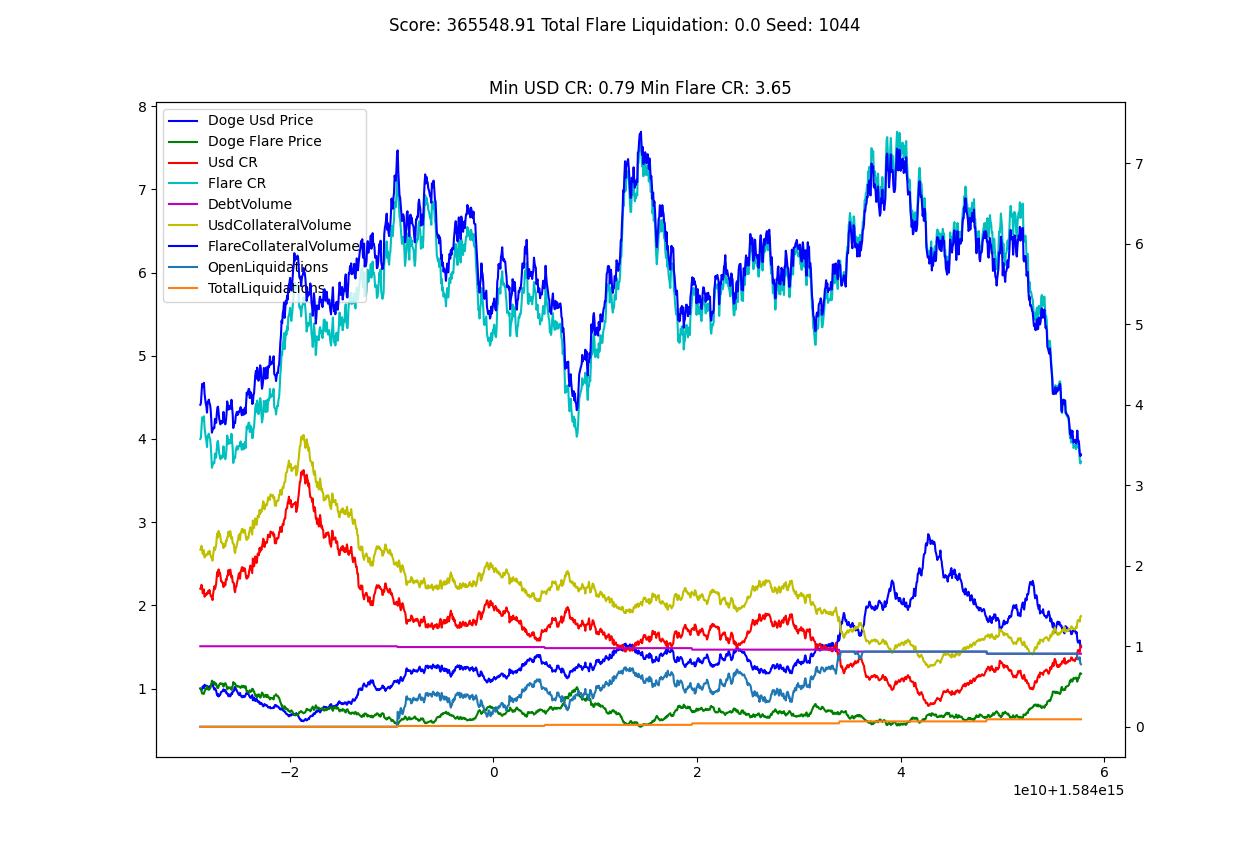 Score: 365548.91 Total Flare Liquidation: 0.0 Seed: 1044
Min USD CR: 0.79 Min Flare CR: 3.65
Doge Usd Price
Doge Flare Price
Usd CR
Flare CR
DebtVolume
UsdCollateralVolume
FlareCollateralVolume
OpenLiquidations
TotalLiquidations
8
7
6
5
4
3
2
1
7
6
5
4
3
2
1
0
−2
0
2
4
6
1e10+1.584e15